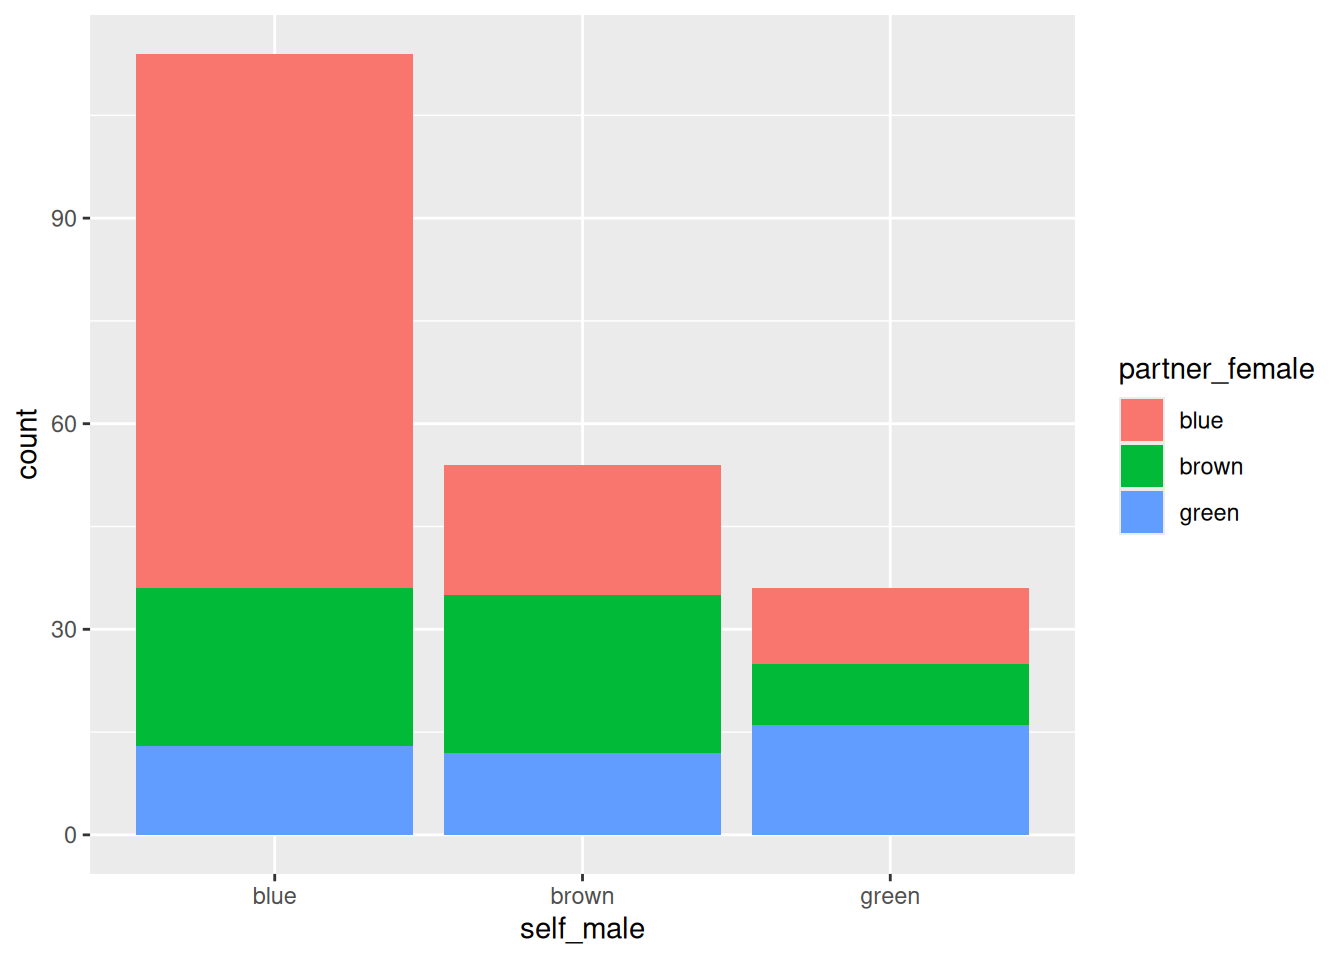 count
90
60
30
0
blue
brown
green
self_male
partner_female
blue
brown
green